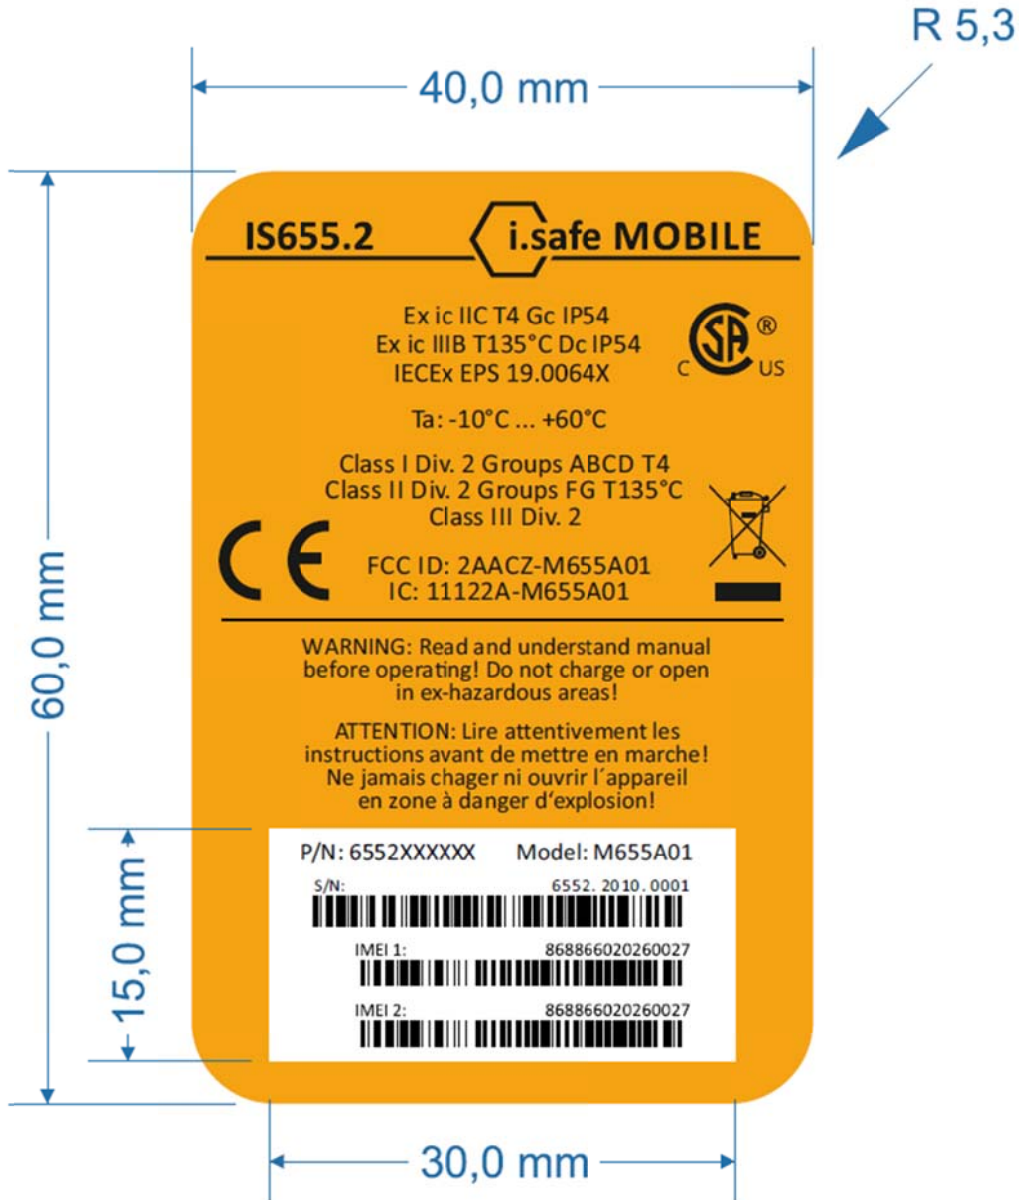 R 5,3
40,0 mm
IS655.2 i.safe MOBILE
Ex ic IIC T4 Gc IP54
Ex ic IIIB T135°C Dc IP54
IECEx EPS 19.0064X
C SA ® US
Ta: -10°C ... +60°C
Class I Div. 2 Groups ABCD T4
Class II Div. 2 Groups FG T135°C
Class III Div. 2
CE
FCC ID: 2AACZ-M655A01
IC: 11122A-M655A01
60,0 mm
WARNING: Read and understand manual
before operating! Do not charge or open
in ex-hazardous areas!
ATTENTION: Lire attentivement les
instructions avant de mettre en marche!
Ne jamais chager ni ouvrir l´appareil
en zone à danger d‘explosion!
15,0 mm
P/N: 6552XXXXXX Model: M655A01
S/N: 6552. 2010. 0001
IMEI 1: 868866020260027
IMEI 2: 868866020260027
30,0 mm